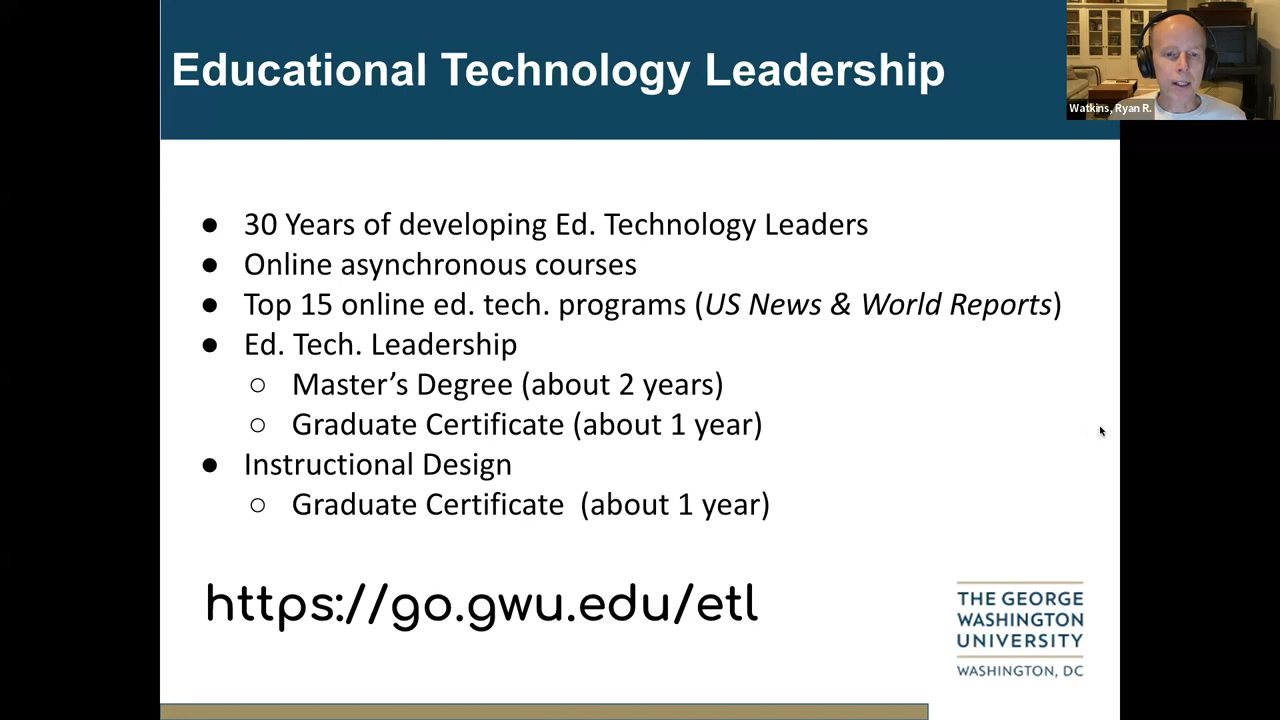 Educational Technology Leadership
Watkins, Ryan R.
● 30 Years of developing Ed. Technology Leaders
● Online asynchronous courses
● Top 15 online ed. tech. programs (US News & World Reports)
● Ed. Tech. Leadership
○ Master’s Degree (about 2 years)
○ Graduate Certificate (about 1 year)
● Instructional Design
○ Graduate Certificate (about 1 year)
https://go.gwu.edu/etl
THE GEORGE
WASHINGTON
UNIVERSITY
WASHINGTON, DC